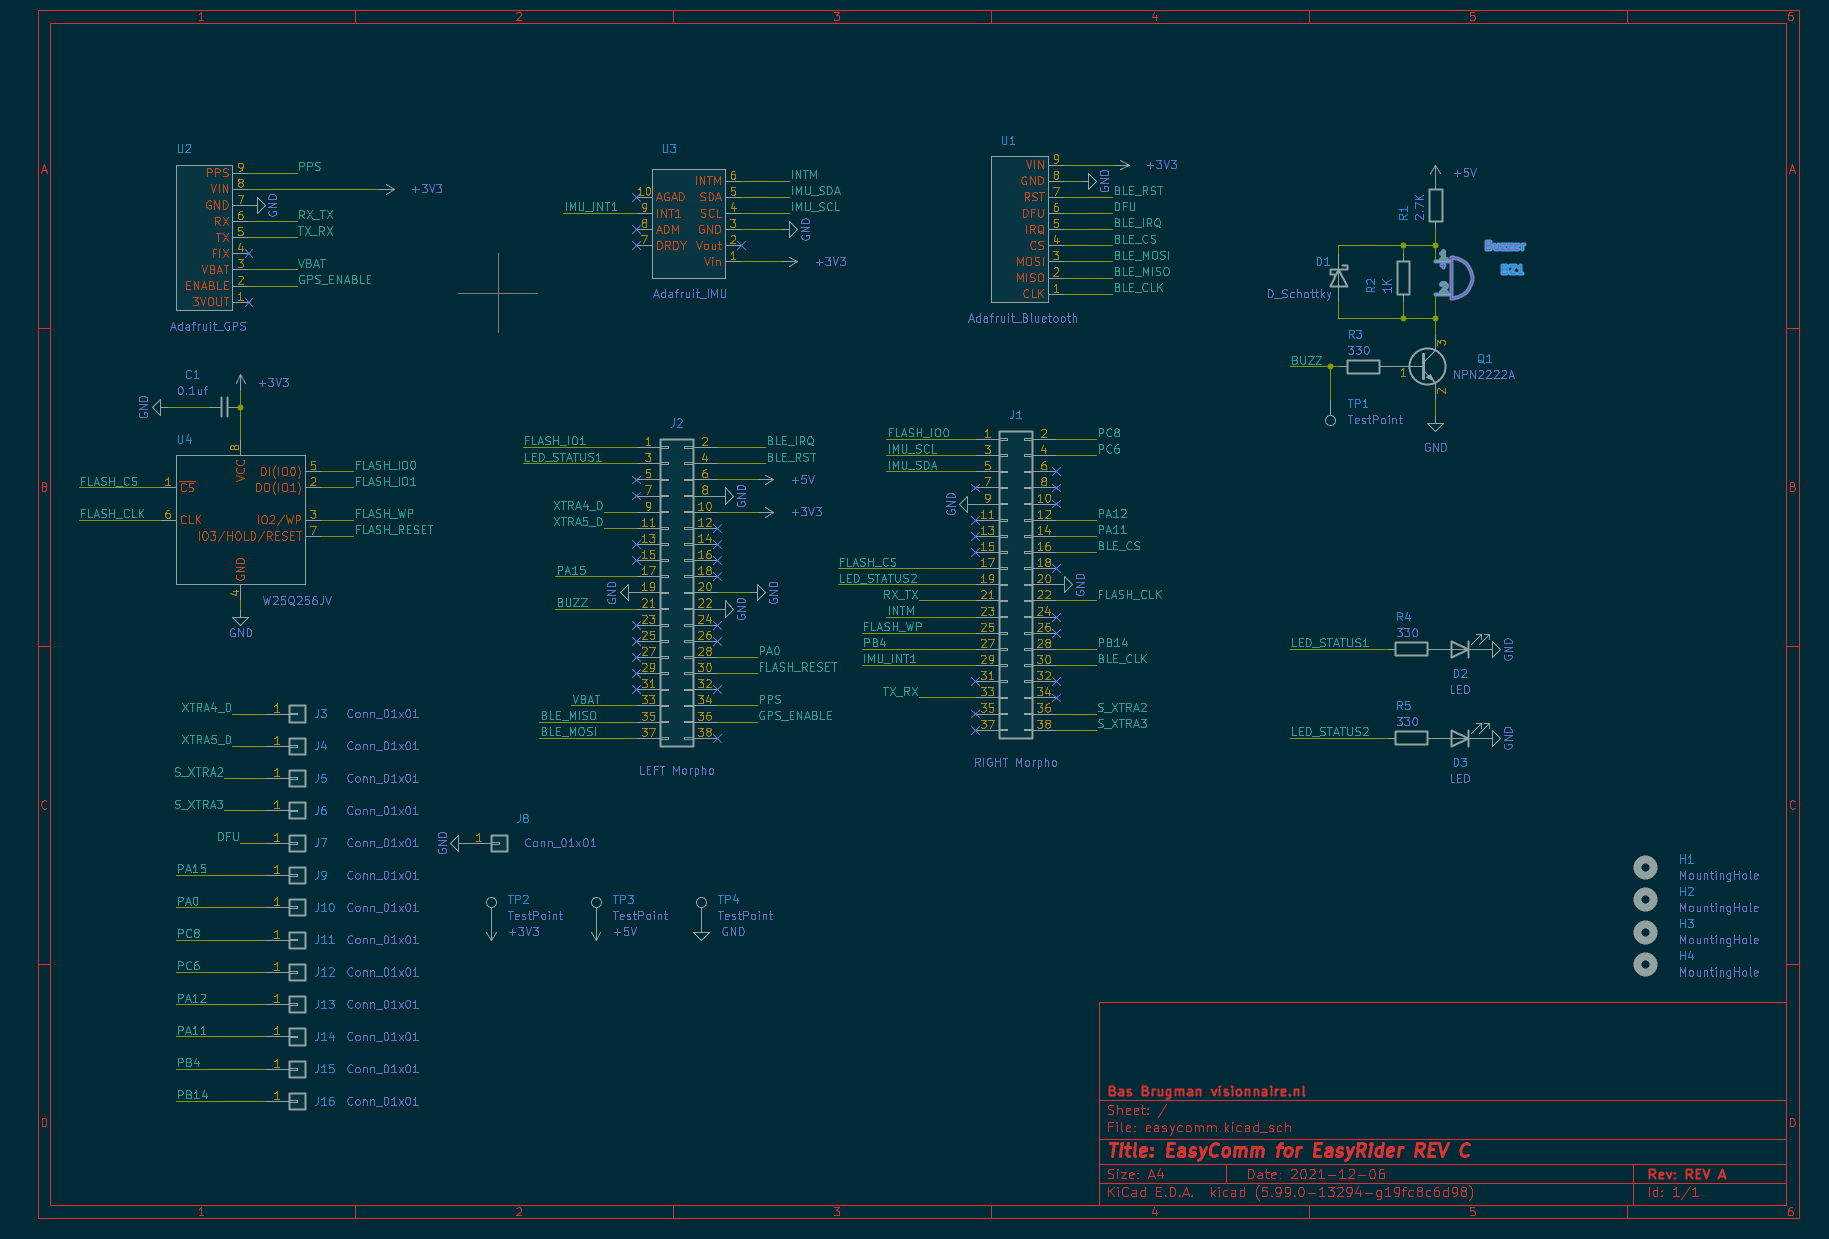 1 2 3 4 5 6
A A
B B
C C
D D
U2
PPS 9 PPS
VIN 8 +3V3
GND 7 GND
RX 6 RX_TX
TX 5 TX_RX
FIX 4
VBAT 3 VBAT
ENABLE 2 GPS_ENABLE
3VOUT 1
Adafruit_GPS
U3
INTM 6 INTM
10 AGAD SDA 5 IMU_SDA
IMU_INT1 9 INT1 SCL 4 IMU_SCL
8 ADM GND 3 GND
7 DRDY Vout 2
Vin 1 +3V3
Adafruit_IMU
U1
VIN 9 +3V3
GND 8 GND
RST 7 BLE_RST
DFU 6 DFU
IRQ 5 BLE_IRQ
CS 4 BLE_CS
MOSI 3 BLE_MOSI
MISO 2 BLE_MISO
CLK 1 BLE_CLK
Adafruit_Bluetooth
+5V
R1
2.7K
Buzzer
BZ1
1
2
D1
D_Schottky
R2
1K
R3
330
BUZZ
1
3
2
Q1
NPN2222A
TP1
TestPoint
GND
C1
0.1uf
+3V3
GND
U4
8
VCC
FLASH_CS 1 CS
FLASH_CLK 6 CLK
DI(IO0) 5 FLASH_IO0
DO(IO1) 2 FLASH_IO1
IO2/WP 3 FLASH_WP
IO3/HOLD/RESET 7 FLASH_RESET
GND
4
W25Q256JV
GND
J2
FLASH_IO1 1 2 BLE_IRQ
LED_STATUS1 3 4 BLE_RST
5 6 +5V
7 8 GND
XTRA4_D 9 10 +3V3
XTRA5_D 11 12
13 14
15 16
PA15 17 18
GND 19 20 GND
BUZZ 21 22 GND
23 24
25 26
27 28 PA0
29 30 FLASH_RESET
31 32
VBAT 33 34 PPS
BLE_MISO 35 36 GPS_ENABLE
BLE_MOSI 37 38
LEFT Morpho
J1
FLASH_IO0 1 2 PC8
IMU_SCL 3 4 PC6
IMU_SDA 5 6
7 8
GND 9 10
11 12 PA12
13 14 PA11
15 16 BLE_CS
FLASH_CS 17 18
LED_STATUS2 19 20 GND
RX_TX 21 22 FLASH_CLK
INTM 23 24
FLASH_WP 25 26
PB4 27 28 PB14
IMU_INT1 29 30 BLE_CLK
31 32
TX_RX 33 34
35 36 S_XTRA2
37 38 S_XTRA3
RIGHT Morpho
R4
330
LED_STATUS1 GND
D2
LED
R5
330
LED_STATUS2 GND
D3
LED
XTRA4_D 1 J3 Conn_01x01
XTRA5_D 1 J4 Conn_01x01
S_XTRA2 1 J5 Conn_01x01
S_XTRA3 1 J6 Conn_01x01
DFU 1 J7 Conn_01x01
PA15 1 J9 Conn_01x01
PA0 1 J10 Conn_01x01
PC8 1 J11 Conn_01x01
PC6 1 J12 Conn_01x01
PA12 1 J13 Conn_01x01
PA11 1 J14 Conn_01x01
PB4 1 J15 Conn_01x01
PB14 1 J16 Conn_01x01
J8
GND 1 Conn_01x01
TP2
TestPoint
+3V3
TP3
TestPoint
+5V
TP4
TestPoint
GND
H1
MountingHole
H2
MountingHole
H3
MountingHole
H4
MountingHole
Bas Brugman visionnaire.nl
Sheet: /
File: easycomm.kicad_sch
Title: EasyComm for EasyRider REV C
Size: A4 Date: 2021-12-06 Rev: REV A
KiCad E.D.A. kicad (5.99.0-13294-g19fc8c6d98) Id: 1/1
1 2 3 4 5 6